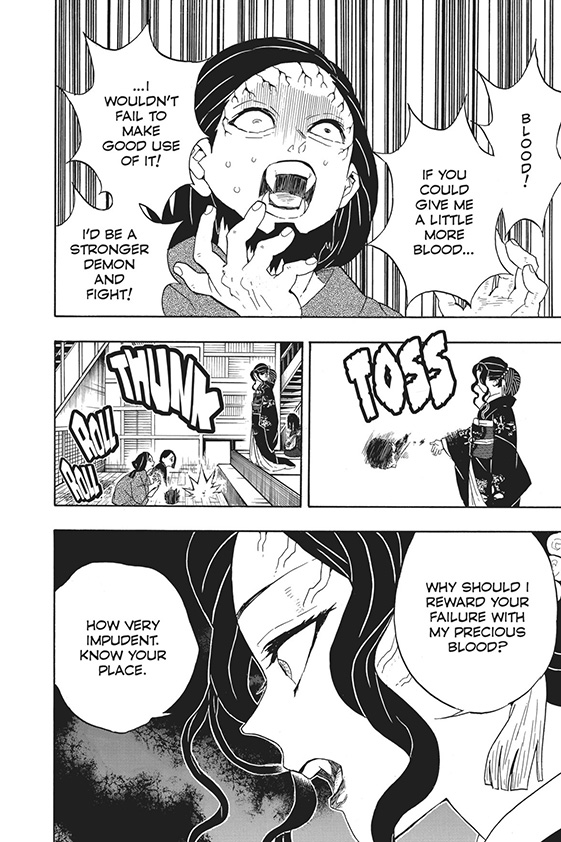 BLOOD!
IF YOU
COULD
GIVE ME
A LITTLE
MORE
BLOOD...
...I
WOULDN'T
FAIL TO
MAKE
GOOD USE
OF IT!
I'D BE A
STRONGER
DEMON
AND
FIGHT!
TOSS
THUNK
ROLL
ROLL
WHY SHOULD I
REWARD YOUR
FAILURE WITH
MY PRECIOUS
BLOOD?
HOW VERY
IMPUDENT.
KNOW YOUR
PLACE.